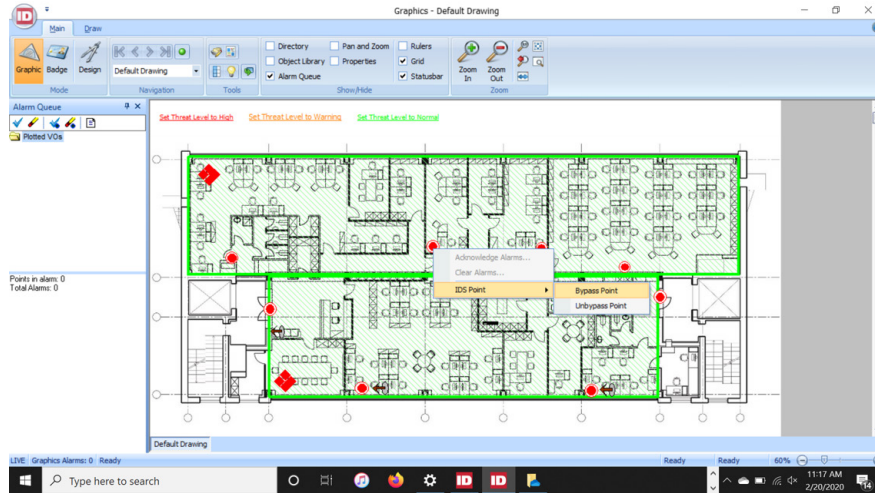 ID
Graphics - Default Drawing
Main Draw
Graphic Badge Design
Mode
Default Drawing
Navigation
Tools
Directory Pan and Zoom Rulers
Object Library Properties Grid
Alarm Queue Statusbar
Show/Hide
Zoom In
Zoom Out
Zoom
Alarm Queue
Plotted VOs
Points in alarm: 0
Total Alarms: 0
Set Threat Level to High Set Threat Level to Warning Set Threat Level to Normal
Acknowledge Alarms...
Clear Alarms...
IDS Point
Bypass Point
Unbypass Point
Default Drawing
LIVE Graphics Alarms: 0 Ready
Ready Ready 60%
Type here to search
ID ID
11:17 AM
2/20/2020
14